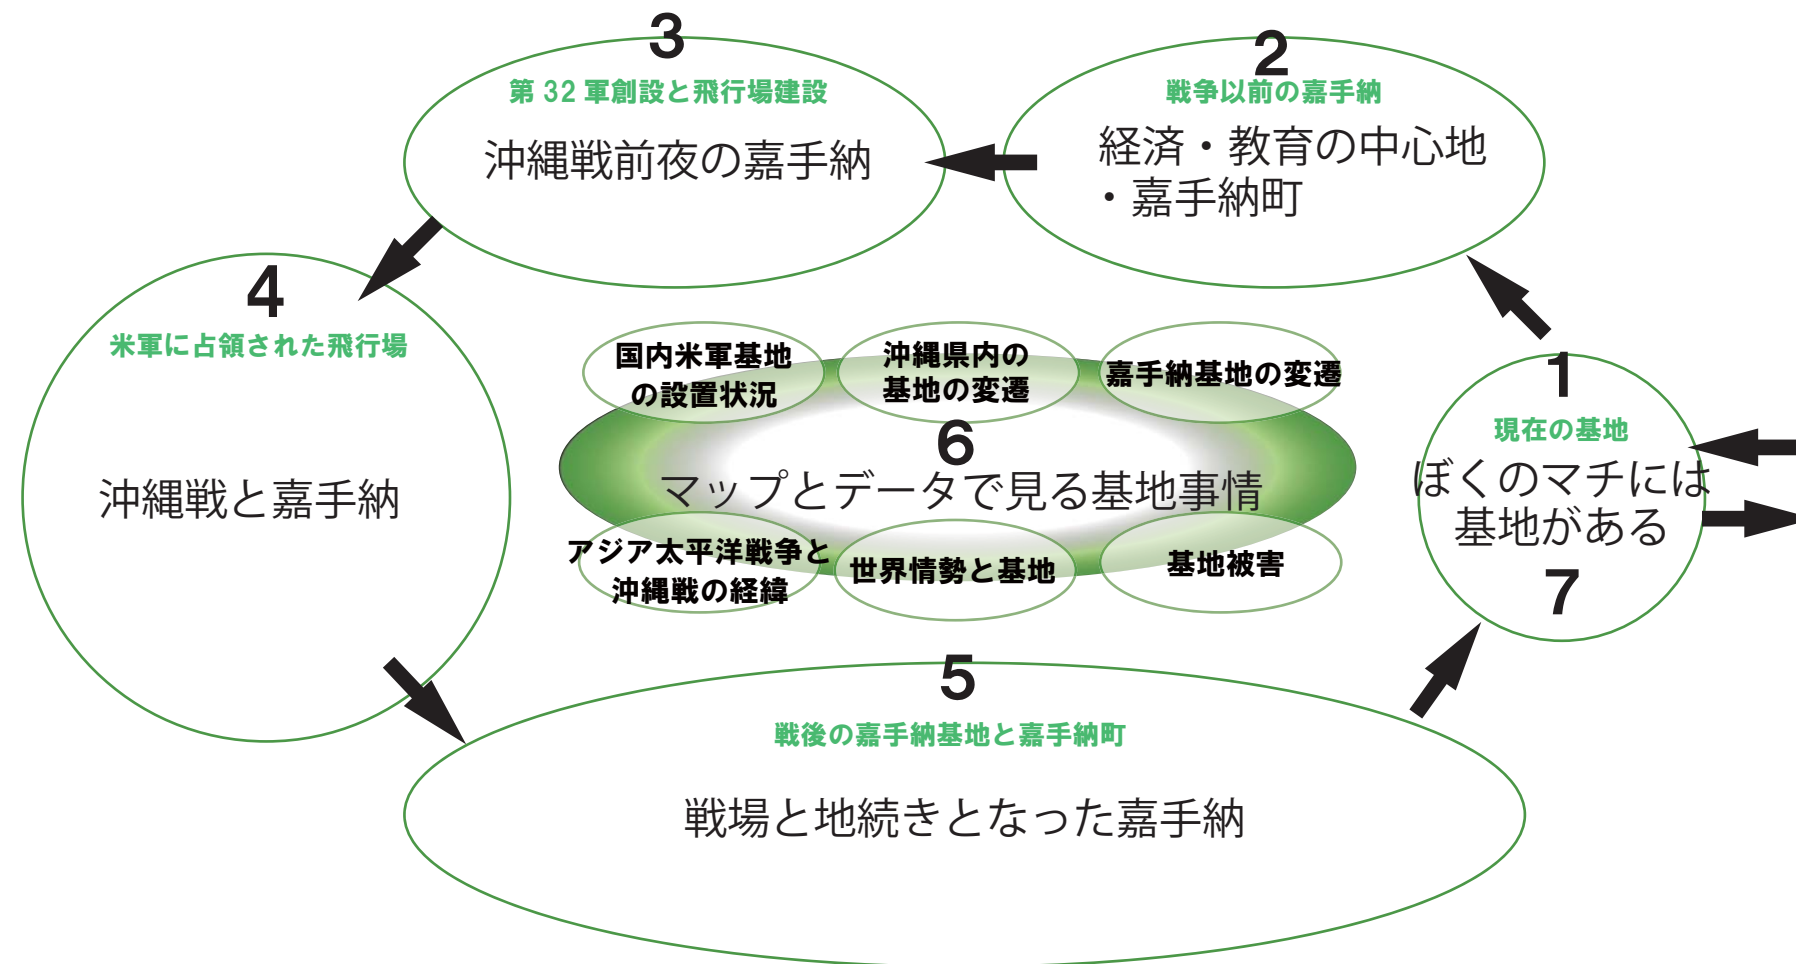 1
現在の基地
ぼくのマチには
基地がある
7
2
戦争以前の嘉手納
経済・教育の中心地
・嘉手納町
3
第 32 軍創設と飛行場建設
沖縄戦前夜の嘉手納
4
米軍に占領された飛行場
沖縄戦と嘉手納
5
戦後の嘉手納基地と嘉手納町
戦場と地続きとなった嘉手納
国内米軍基地
の設置状況
沖縄県内の
基地の変遷
嘉手納基地の変遷
6
マップとデータで見る基地事情
アジア太平洋戦争と
沖縄戦の経緯
世界情勢と基地
基地被害